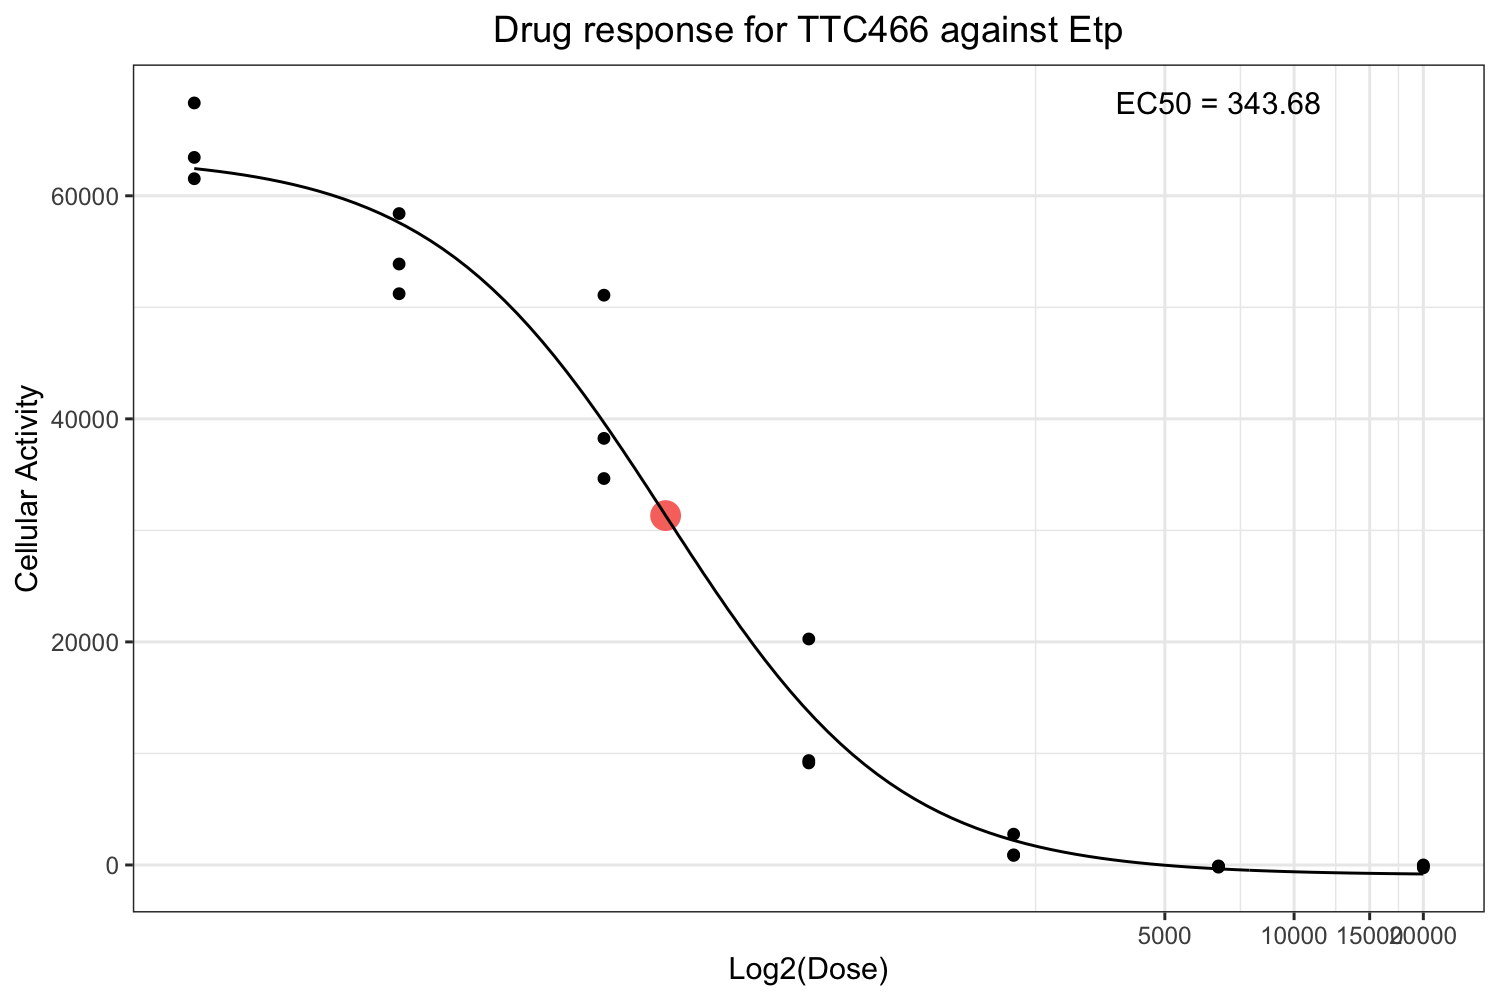 Drug response for TTC466 against Etp
EC50 = 343.68
Cellular Activity
60000
40000
20000
0
5000 10000 15000 20000
Log2(Dose)